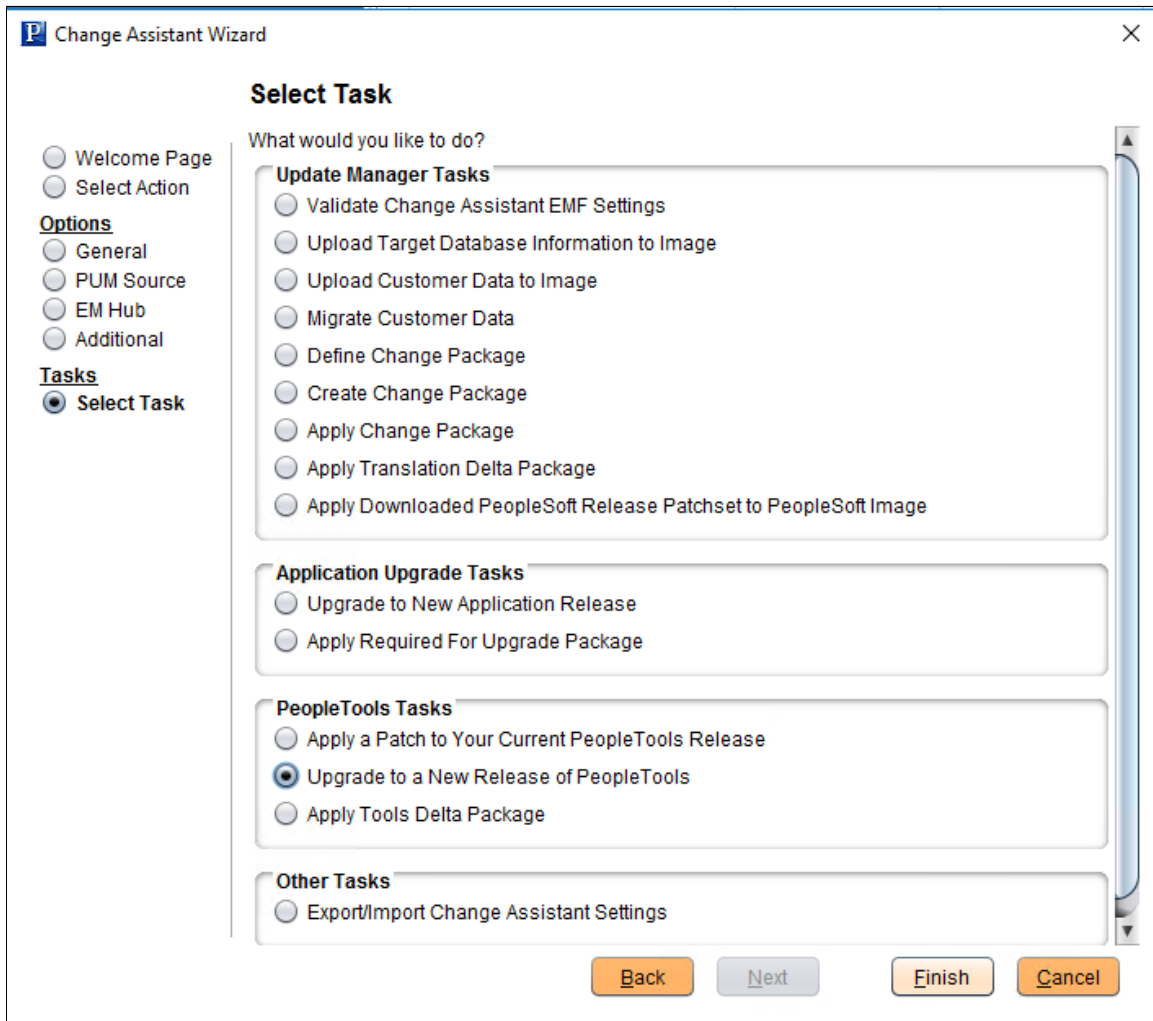 P Change Assistant Wizard
Select Task
What would you like to do?
Welcome Page
Select Action
Options
General
PUM Source
EM Hub
Additional
Tasks
Select Task
Update Manager Tasks
Validate Change Assistant EMF Settings
Upload Target Database Information to Image
Upload Customer Data to Image
Migrate Customer Data
Define Change Package
Create Change Package
Apply Change Package
Apply Translation Delta Package
Apply Downloaded PeopleSoft Release Patchset to PeopleSoft Image
Application Upgrade Tasks
Upgrade to New Application Release
Apply Required For Upgrade Package
PeopleTools Tasks
Apply a Patch to Your Current PeopleTools Release
Upgrade to a New Release of PeopleTools
Apply Tools Delta Package
Other Tasks
Export/Import Change Assistant Settings
Back Next Finish Cancel